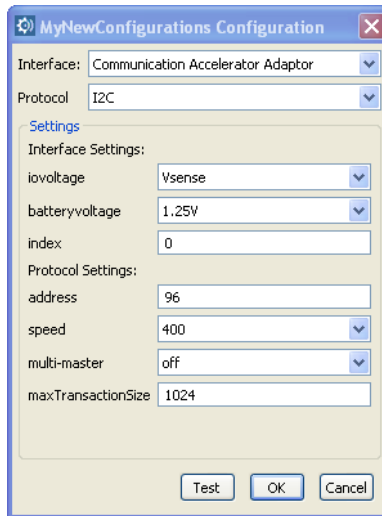 MyNewConfigurations Configuration
Interface: Communication Accelerator Adaptor
Protocol I2C
Settings
Interface Settings:
iovoltage Vsense
batteryvoltage 1.25V
index 0
Protocol Settings:
address 96
speed 400
multi-master off
maxTransactionSize 1024
Test OK Cancel